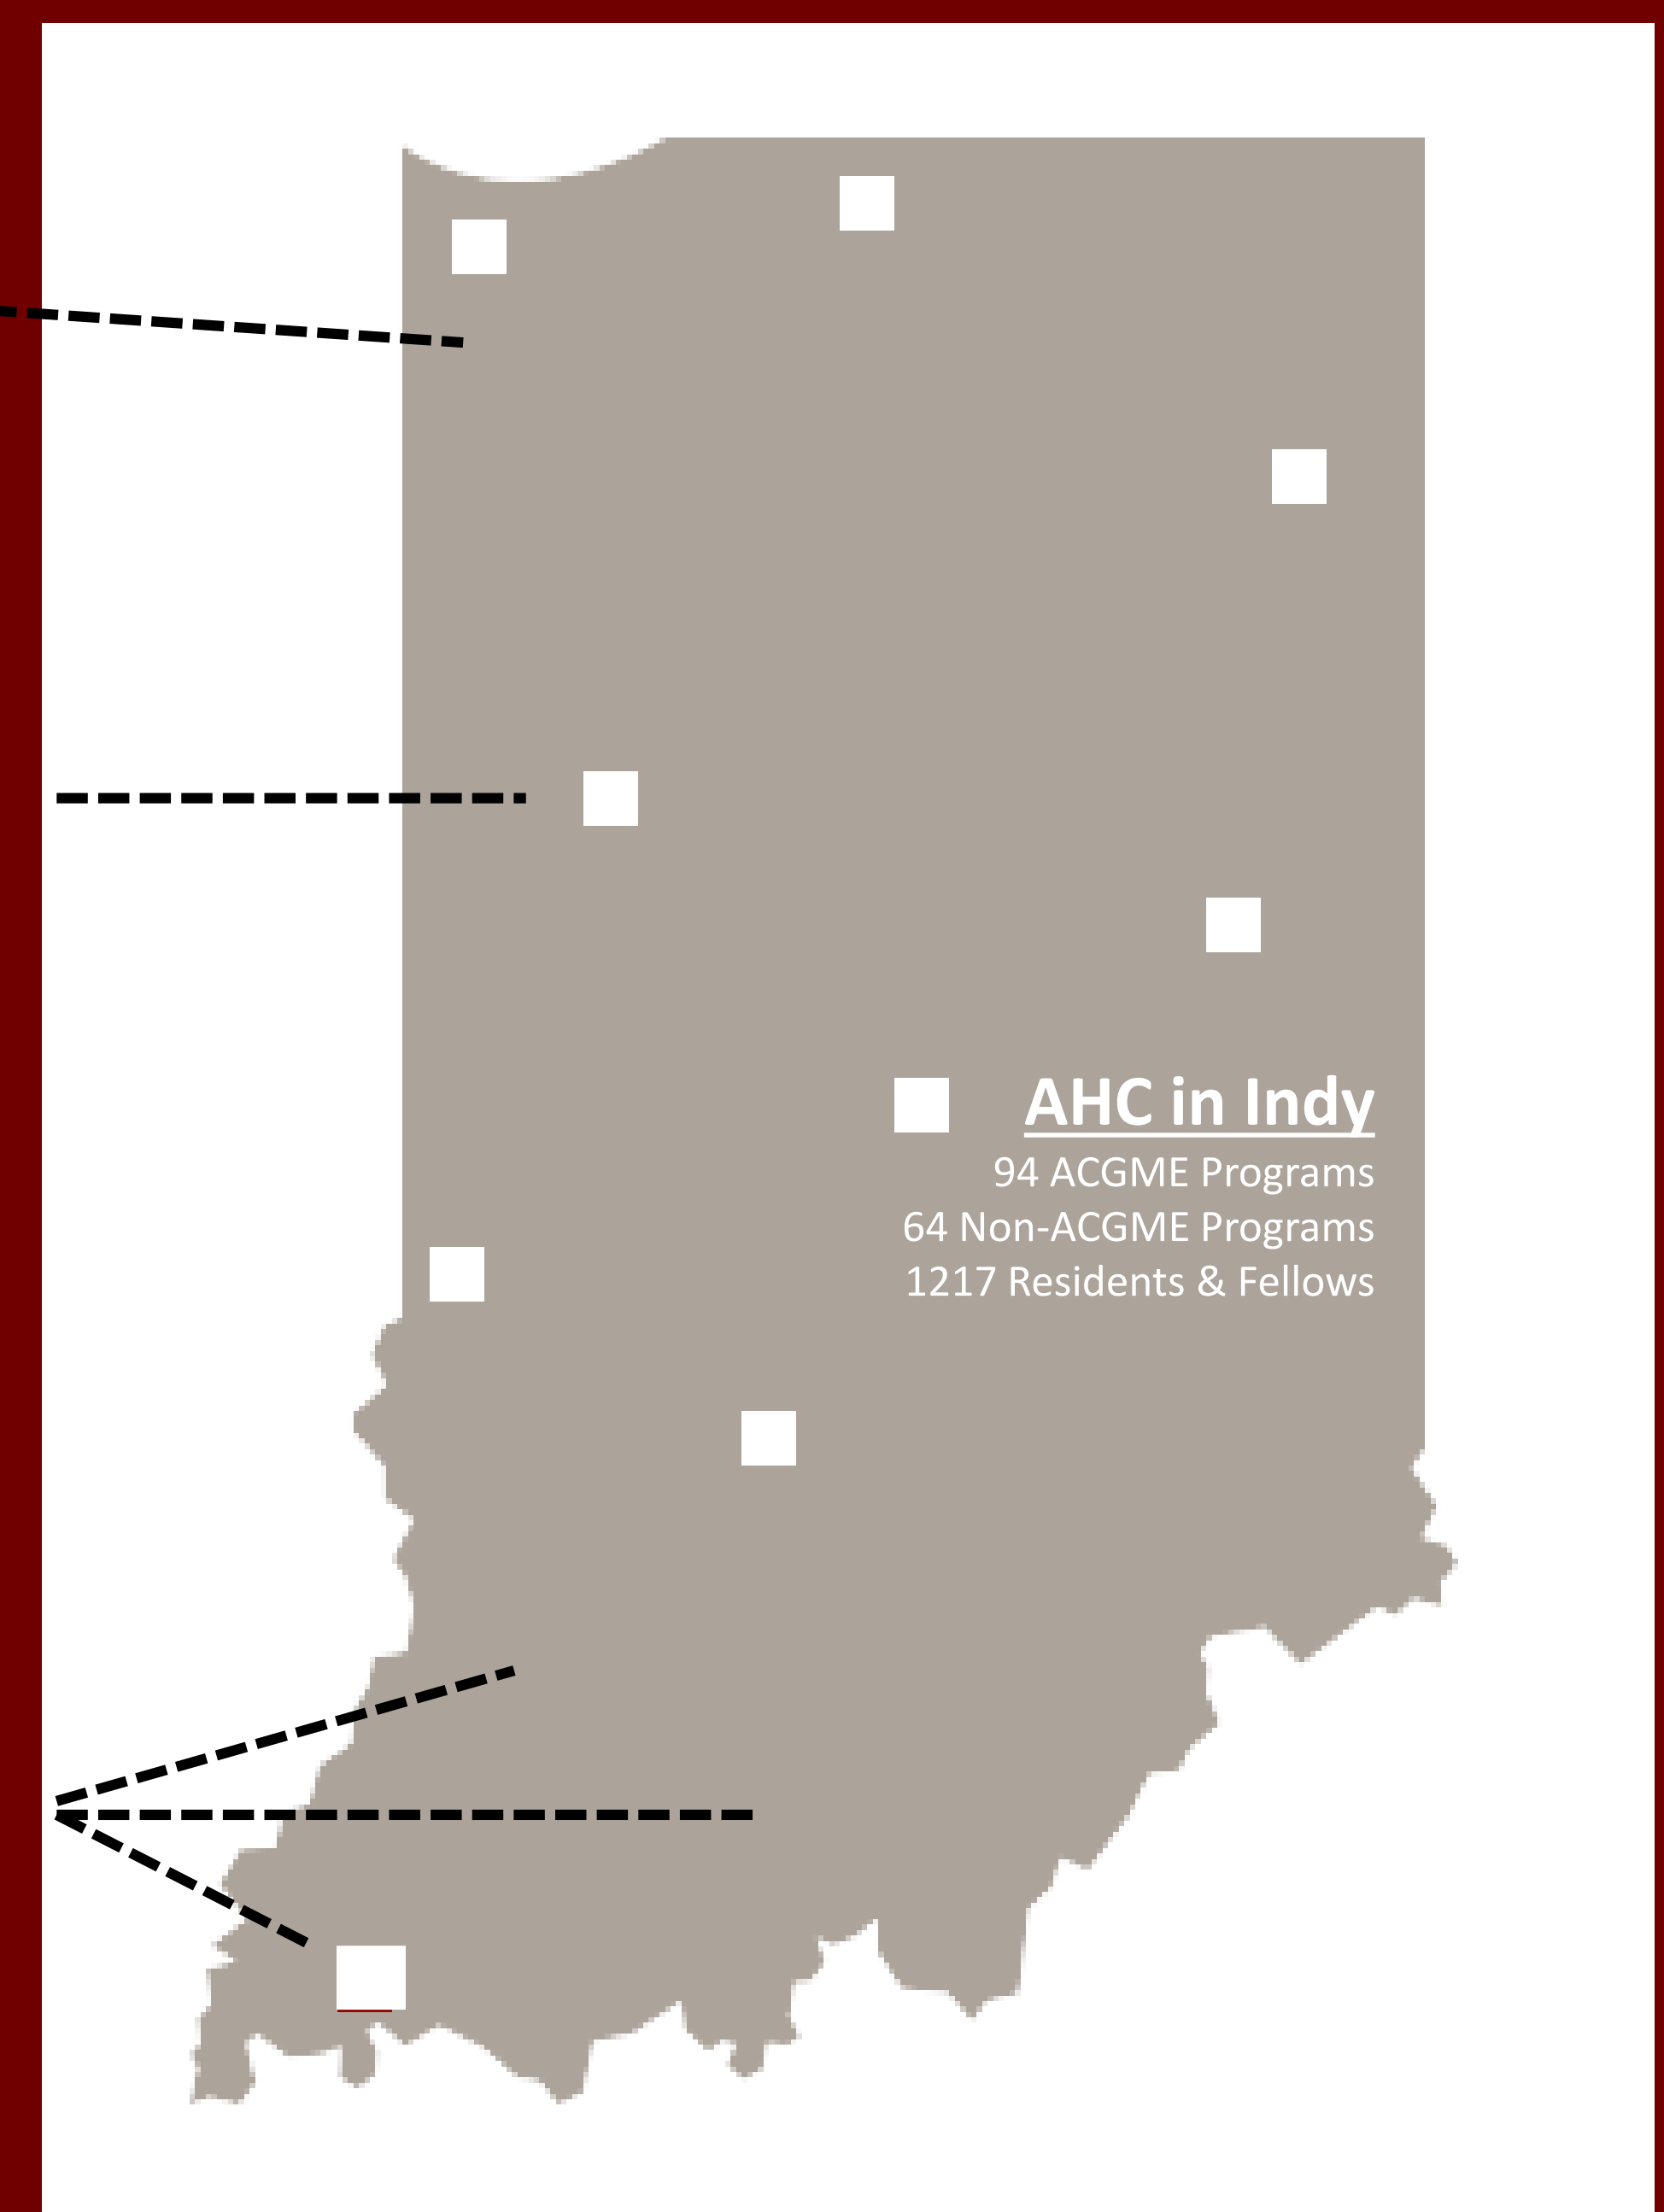 AHC in Indy
94 ACGME Programs
64 Non-ACGME Programs
1217 Residents & Fellows